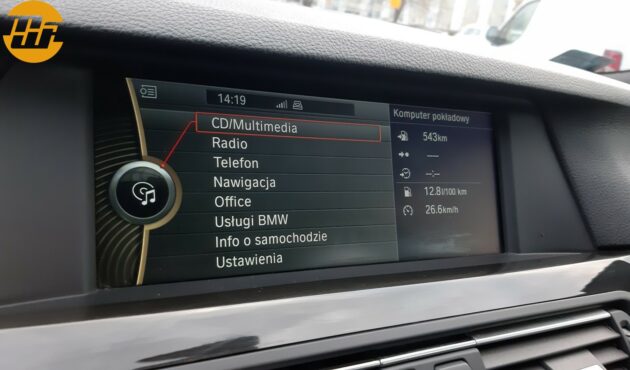 HHi
14:19
CD/Multimedia
Radio
Telefon
Nawigacja
Office
Usługi BMW
Info o samochodzie
Ustawienia
Komputer pokładowy
543km
----
--:--
12.8l/100 km
26.6km/h